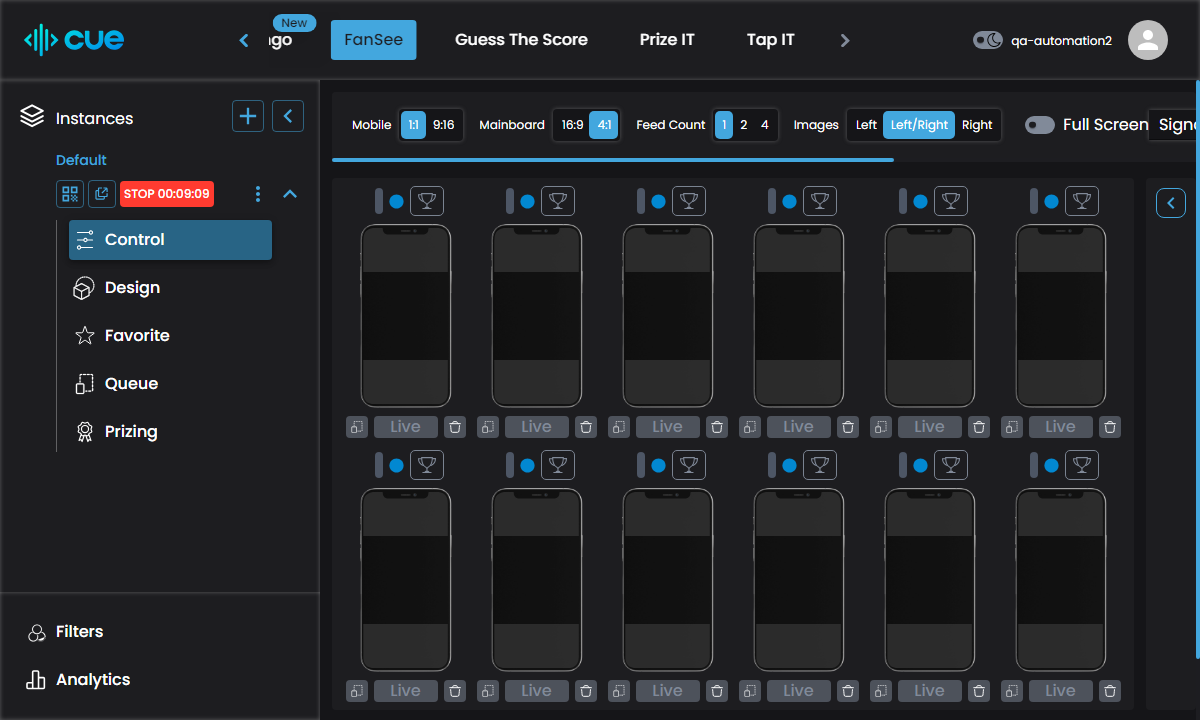 cue
New
FanSee
Guess The Score
Prize IT
Tap IT
qa-automation2
Instances
Default
STOP 00:09:09
Control
Design
Favorite
Queue
Prizing
Filters
Analytics
Mobile 1:1 9:16
Mainboard 16:9 4:1
Feed Count 1 2 4
Images Left Left/Right Right
Full Screen
Live Live Live Live Live Live
Live Live Live Live Live Live